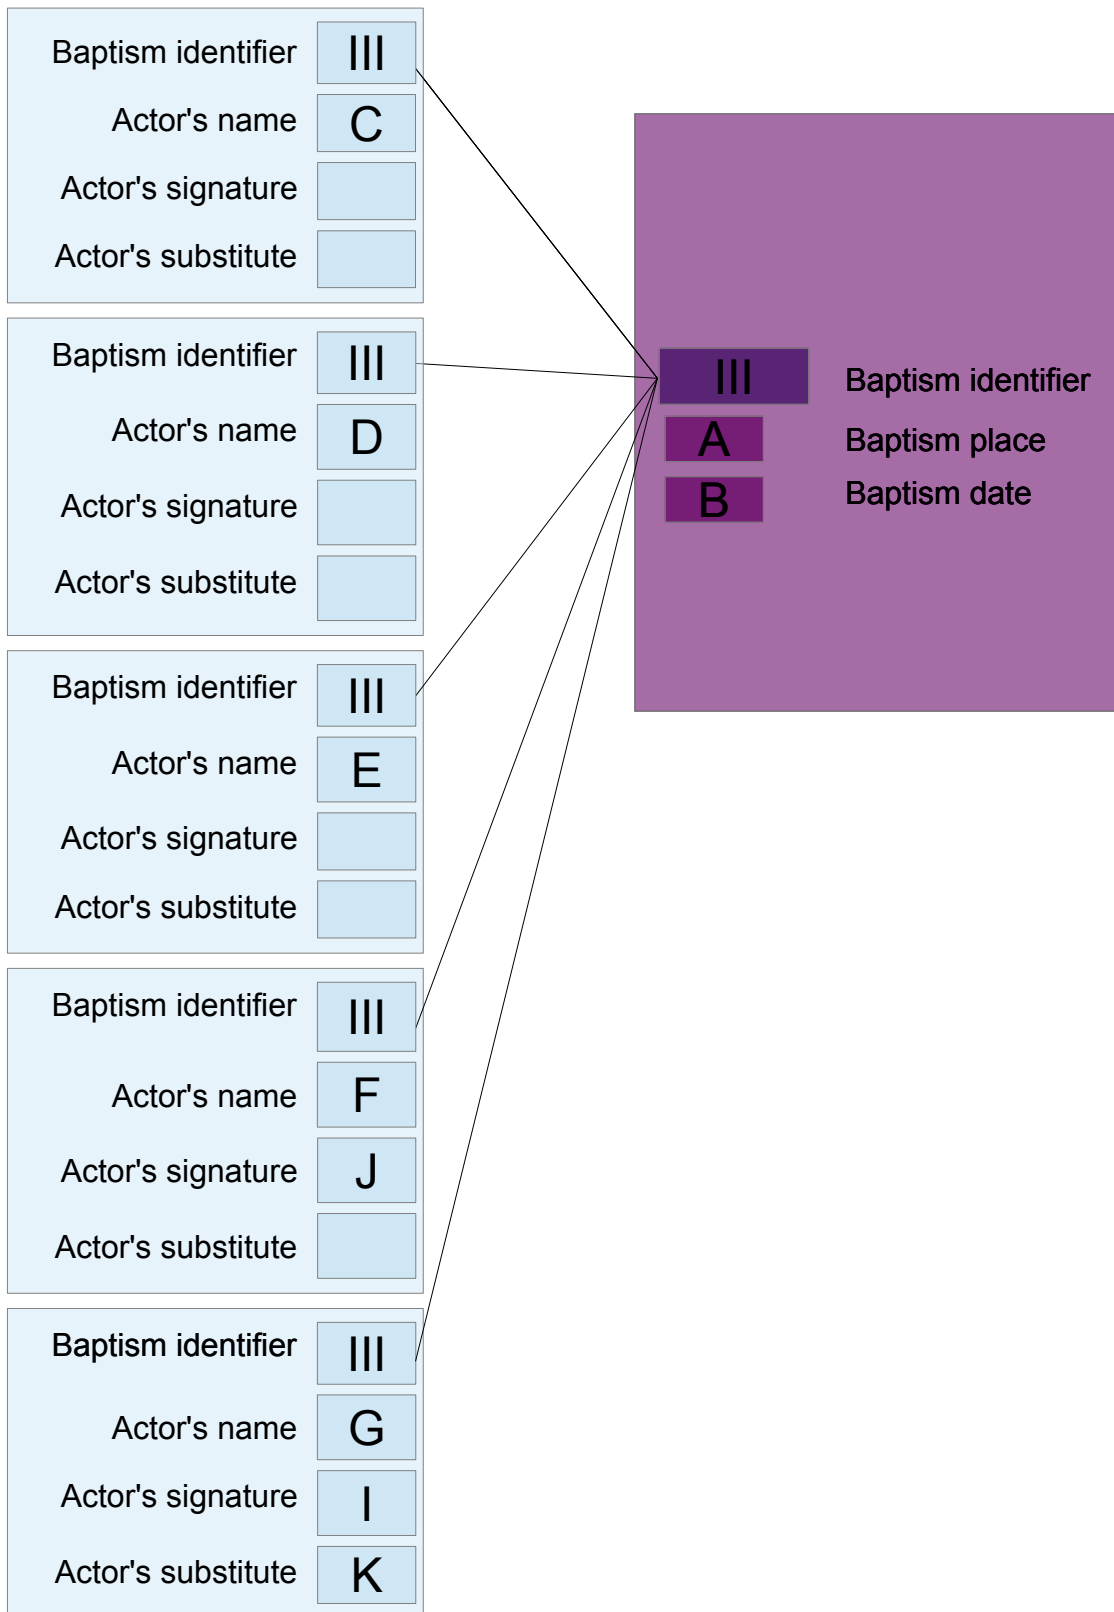 Baptism identifier III
Actor's name C
Actor's signature
Actor's substitute
Baptism identifier III
Actor's name D
Actor's signature
Actor's substitute
Baptism identifier III
Actor's name E
Actor's signature
Actor's substitute
Baptism identifier III
Actor's name F
Actor's signature J
Actor's substitute
Baptism identifier III
Actor's name G
Actor's signature I
Actor's substitute K
III Baptism identifier
A Baptism place
B Baptism date